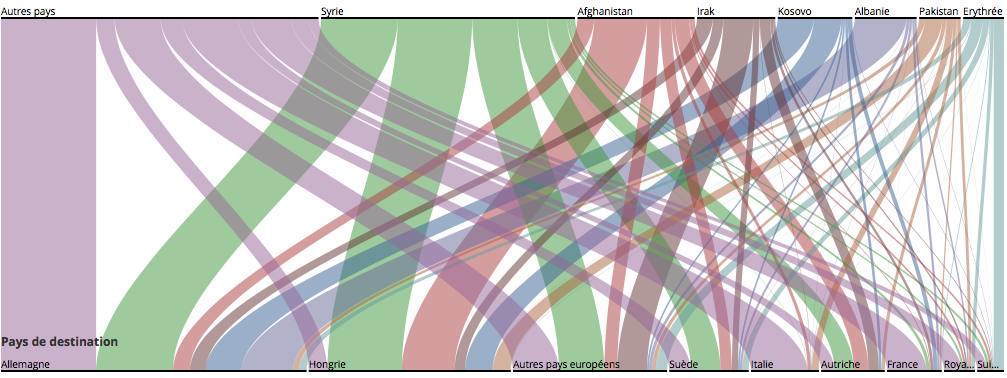 Autres pays Syrie Afghanistan Irak Kosovo Albanie Pakistan Erythrée
Pays de destination
Allemagne Hongrie Autres pays européens Suède Italie Autriche France Roya... Sui...